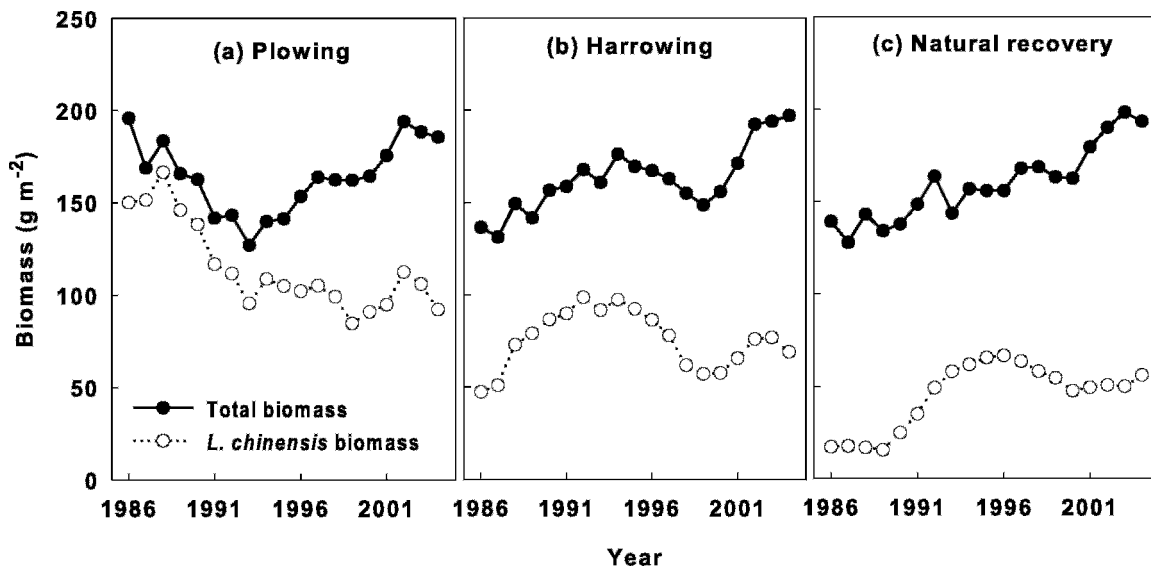 250
200
150
100
50
0
Biomass (g m⁻²)
(a) Plowing
(b) Harrowing
(c) Natural recovery
Total biomass
L. chinensis biomass
1986 1991 1996 2001
1986 1991 1996 2001
1986 1991 1996 2001
Year